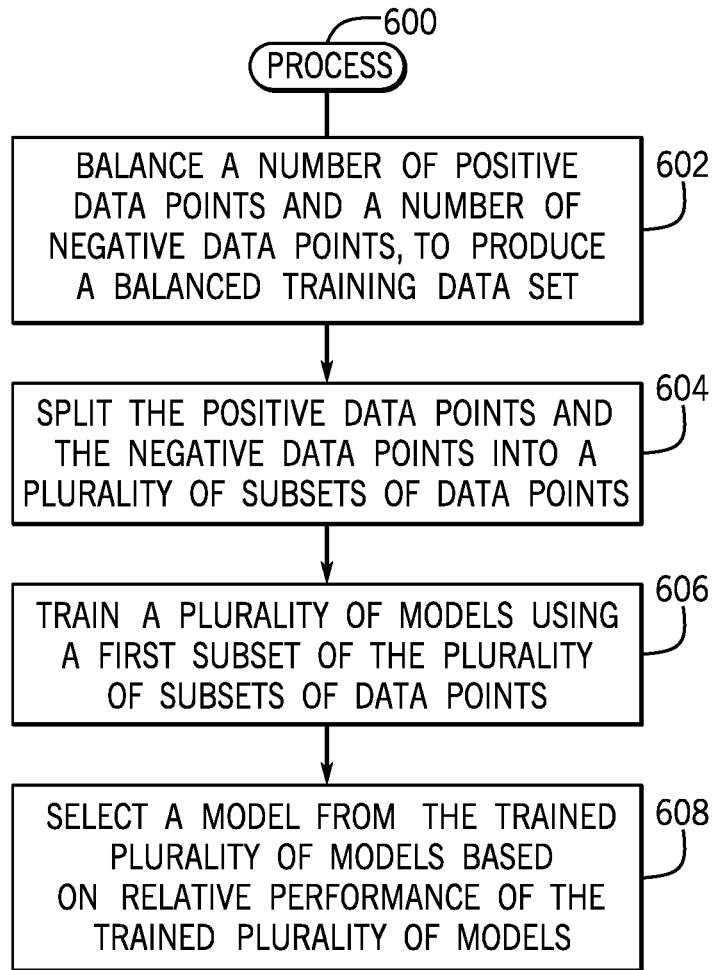 600
PROCESS
BALANCE A NUMBER OF POSITIVE
DATA POINTS AND A NUMBER OF
NEGATIVE DATA POINTS, TO PRODUCE
A BALANCED TRAINING DATA SET
602
SPLIT THE POSITIVE DATA POINTS AND
THE NEGATIVE DATA POINTS INTO A
PLURALITY OF SUBSETS OF DATA POINTS
604
TRAIN A PLURALITY OF MODELS USING
A FIRST SUBSET OF THE PLURALITY
OF SUBSETS OF DATA POINTS
606
SELECT A MODEL FROM THE TRAINED
PLURALITY OF MODELS BASED
ON RELATIVE PERFORMANCE OF THE
TRAINED PLURALITY OF MODELS
608